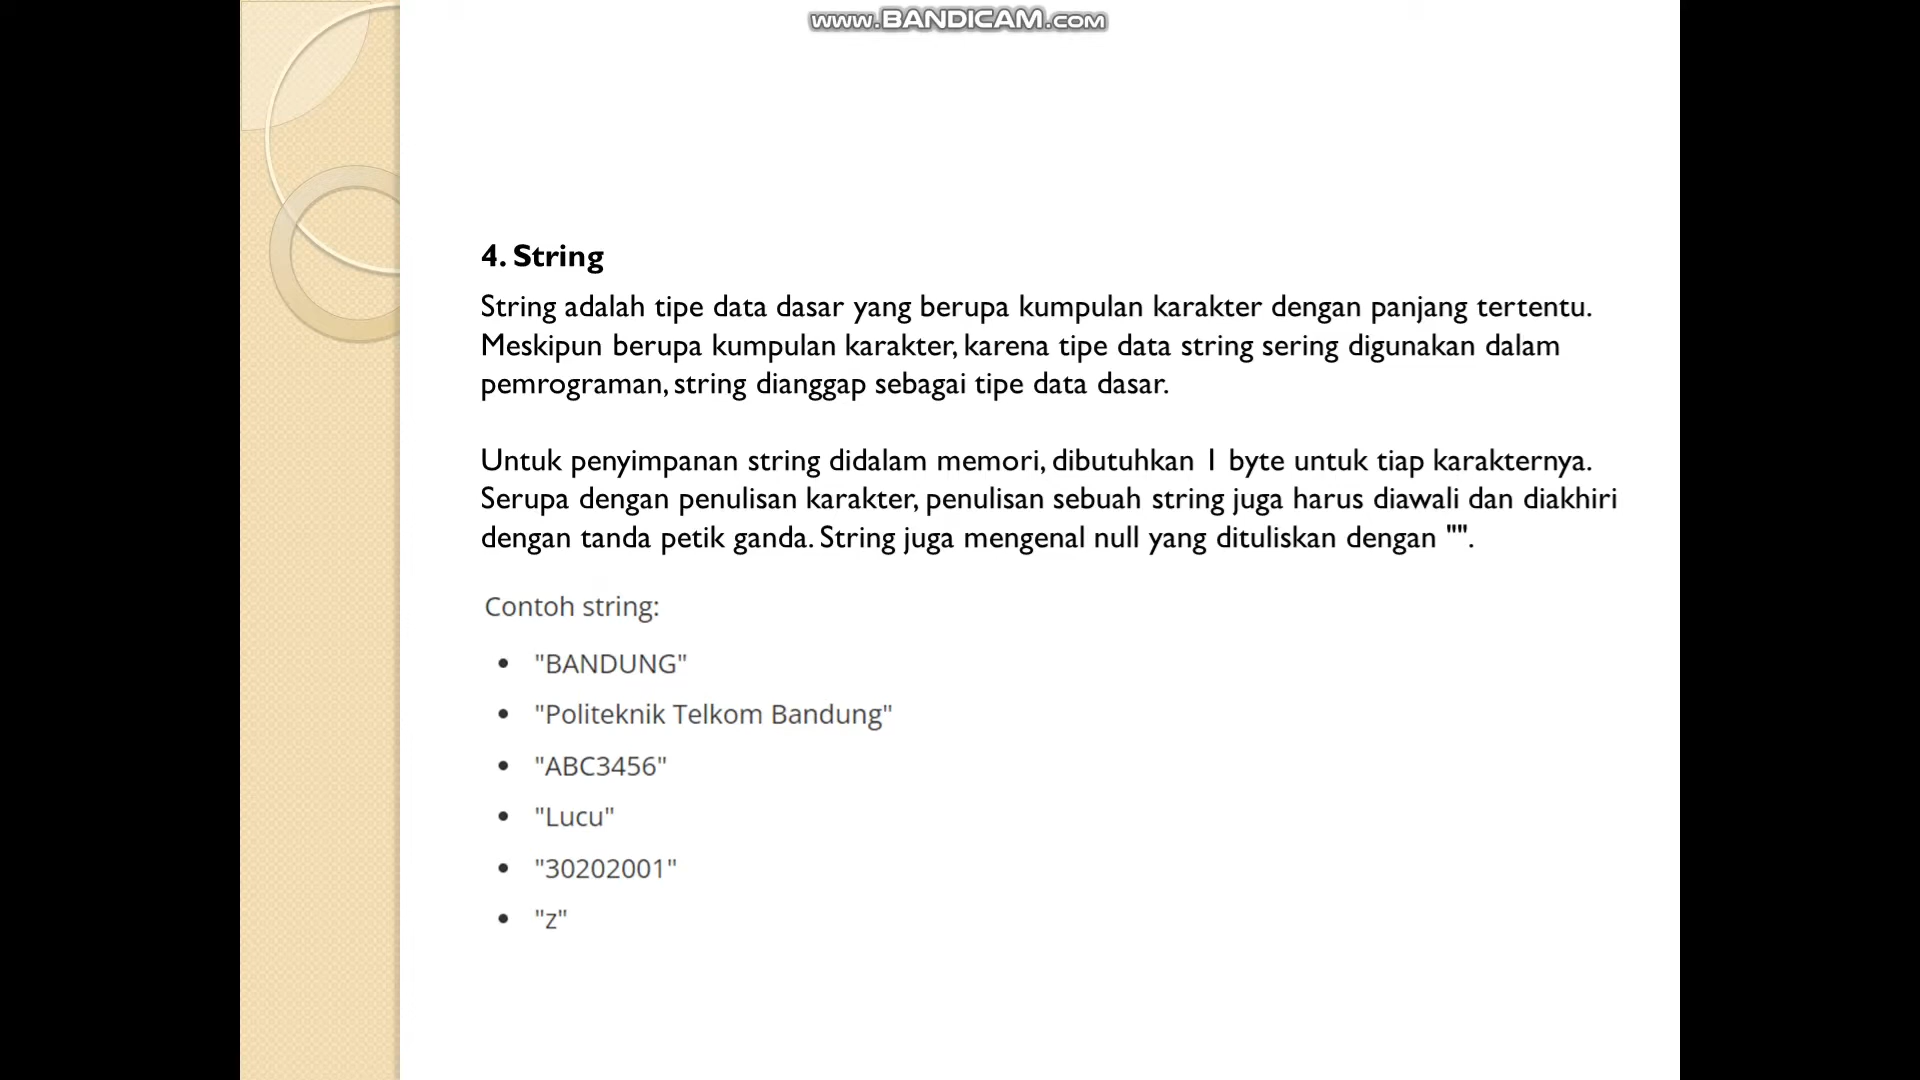 www.BANDICAM.com
4. String
String adalah tipe data dasar yang berupa kumpulan karakter dengan panjang tertentu.
Meskipun berupa kumpulan karakter, karena tipe data string sering digunakan dalam
pemrograman, string dianggap sebagai tipe data dasar.
Untuk penyimpanan string didalam memori, dibutuhkan 1 byte untuk tiap karakternya.
Serupa dengan penulisan karakter, penulisan sebuah string juga harus diawali dan diakhiri
dengan tanda petik ganda. String juga mengenal null yang dituliskan dengan "".
Contoh string:
• "BANDUNG"
• "Politeknik Telkom Bandung"
• "ABC3456"
• "Lucu"
• "30202001"
• "z"